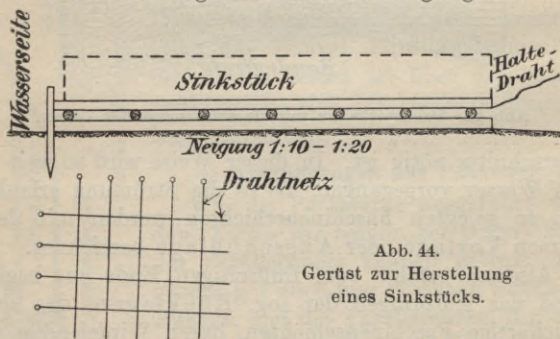 Wasserseite
Sinkstück
Halte-
Draht
Neigung 1:10 – 1:20
Drahtnetz
Abb. 44.
Gerüst zur Herstellung
eines Sinkstücks.